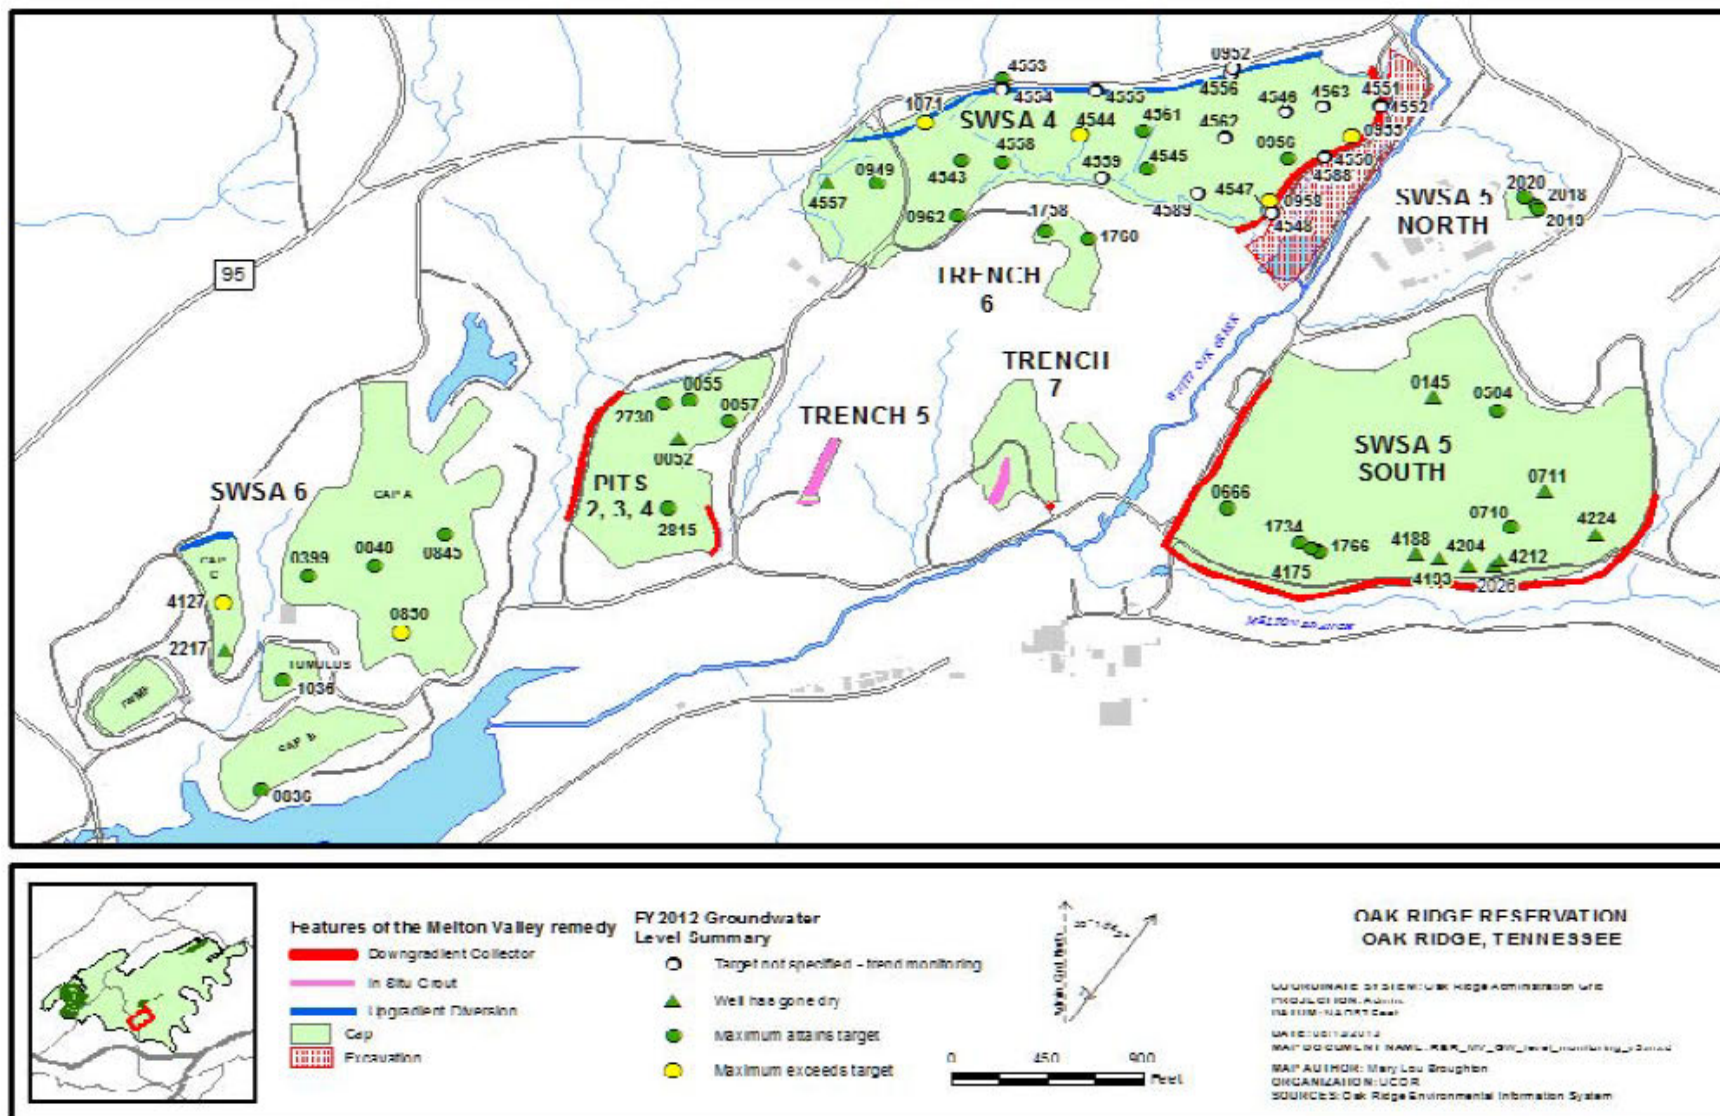 0952
4553
4554
4555
4556
4546
4563
4551
4552
1071
SWSA 4
4544
4561
4562
0955
4558
0956
4550
0949
4543
4559
4545
4588
4557
4547
0958
SWSA 5
NORTH
2020
2018
2019
0962
4589
4548
1758
1760
95
TRENCH
6
TRENCH
7
0055
0145
0504
2730
0057
TRENCH 5
0052
SWSA 5
SOUTH
SWSA 6
CAP A
PITS
2, 3, 4
0711
0666
2815
0710
4224
1734
1766
4188
4204
4212
4175
2026
0399
0040
0845
CAP
C
4127
0850
2217
TUMULUS
1036
0036
Features of the Melton Valley remedy
Downgradient Collector
In Situ Grout
Upgradient Diversion
Cap
Excavation
FY 2012 Groundwater
Level Summary
Target not specified - trend monitoring
Well has gone dry
Maximum attains target
Maximum exceeds target
0 450 900
Feet
OAK RIDGE RESERVATION
OAK RIDGE, TENNESSEE
COORDINATE SYSTEM: Oak Ridge Administration Grid
MAP AUTHOR: Mary Lou Broughton
ORGANIZATION: UCOR
SOURCES: Oak Ridge Environmental Information System